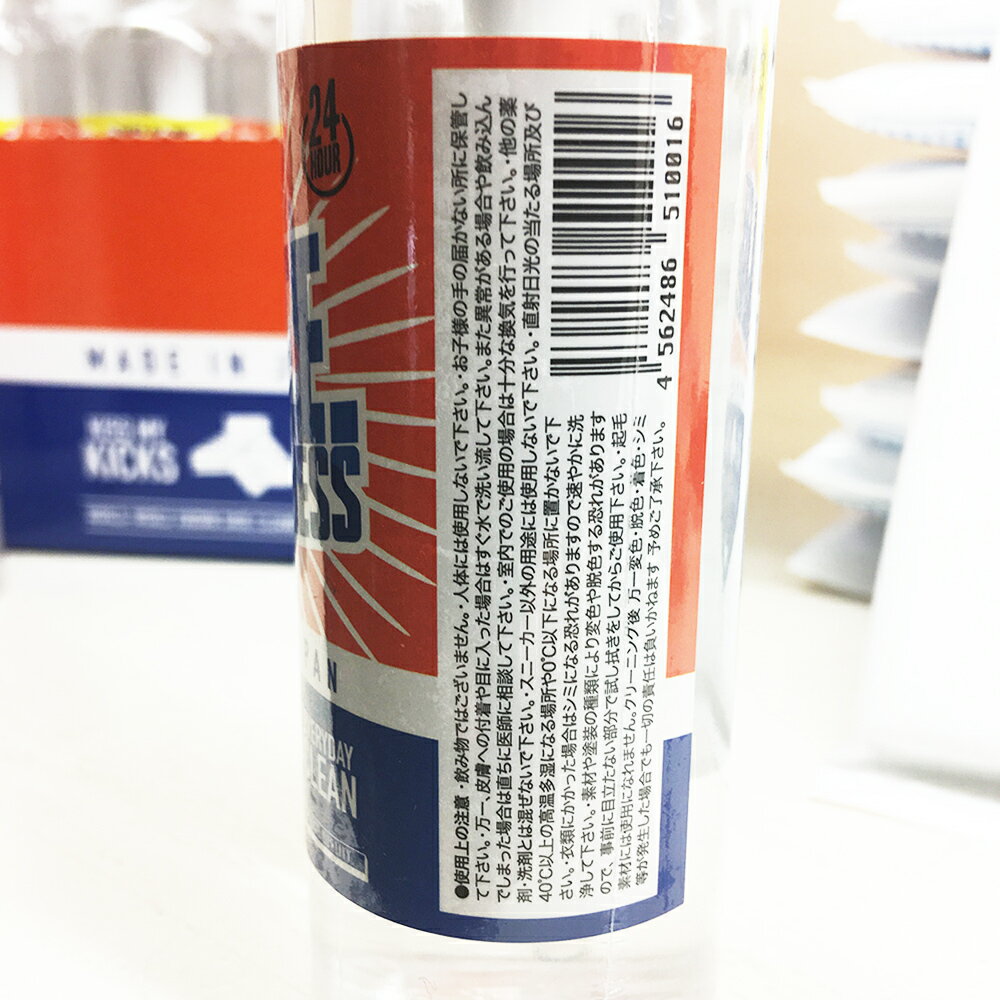 ●使用上の注意・飲み物ではございません。・人体には使用しないで下さい。・お子様の手の届かない所に保管し
て下さい。・万一、皮膚への付着や目に入った場合はすぐ水で洗い流して下さい。また異常がある場合や飲み込ん
でしまった場合は直ちに医師に相談して下さい。・室内でのご使用の場合は十分な換気を行って下さい。・他の薬
剤・洗剤とは混ぜないで下さい。・スニーカー以外の用途には使用しないで下さい。・直射日光の当たる場所及び
40℃以上の高温多湿になる場所や0℃以下になる場所に置かないで下
さい。・衣類にかかった場合はシミになる恐れがありますので速やかに洗
浄して下さい。・素材や塗装の種類により変色や脱色する恐れがあります
ので、事前に目立たない部分で試し拭きをしてからご使用下さい。・起毛
素材には使用になれません。クリーニング後 万一変色・脱色・着色・シミ
等が発生した場合でも一切の責任は負いかねます 予めご了承下さい。
4 562486 510016
24
HOUR
ESS
PAN
ERYDAY
LEAN
MADE IN
KISS MY
KICKS